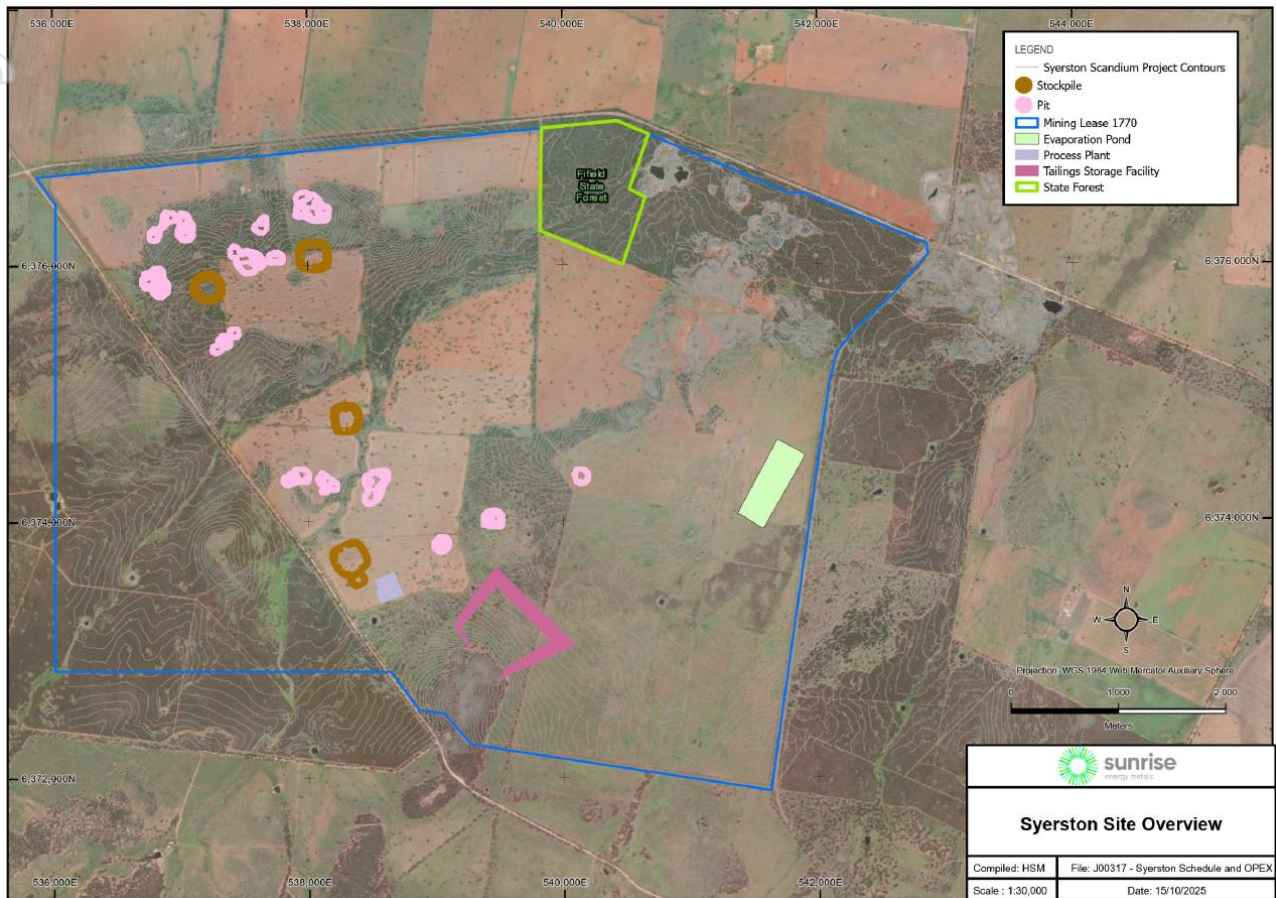 536,000E
538,000E
540,000E
542,000E
544,000E
LEGEND
Syerston Scandium Project Contours
Stockpile
Pit
Mining Lease 1770
Evaporation Pond
Process Plant
Tailings Storage Facility
State Forest
Fifield
State
Forest
6,376,000N
6,376,000N
6,374,000N
6,374,000N
N
W
E
S
Projection: WGS 1984 Web Mercator Auxiliary Sphere
0
1,000
2 000
Meters
6,372,000N
sunrise
energy metals
Syerston Site Overview
Compiled: HSM
File: J00317 - Syerston Schedule and OPEX
Scale : 1:30,000
Date: 15/10/2025
536,000E
538,000E
540,000E
542,000E